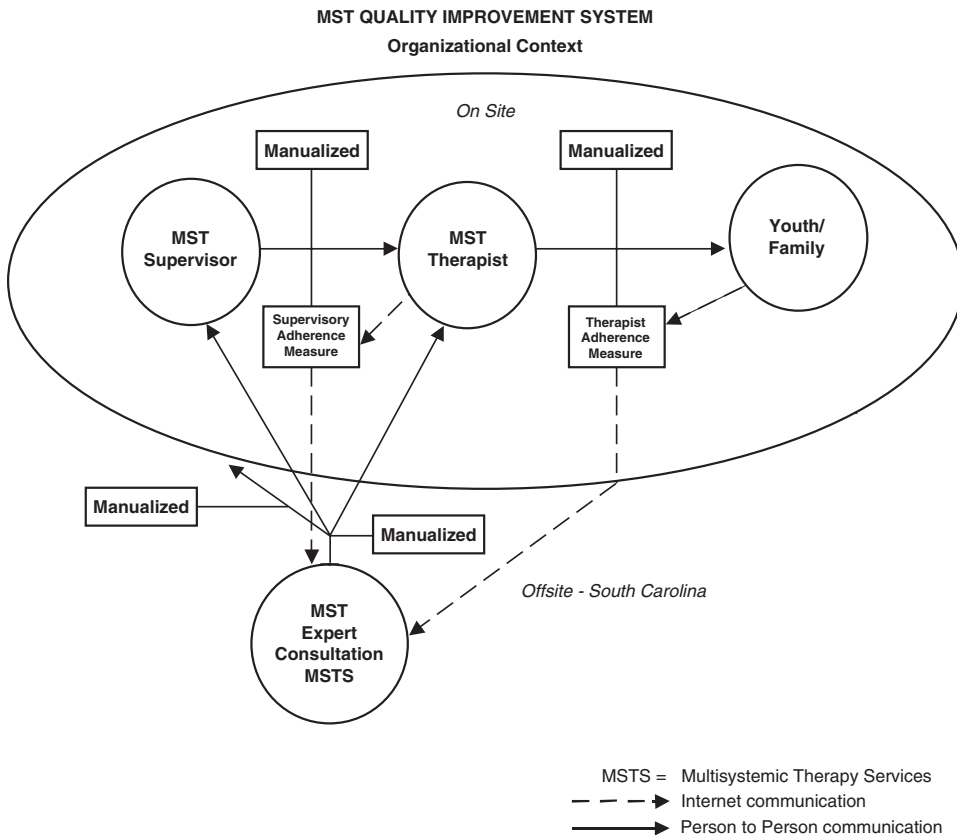 MST QUALITY IMPROVEMENT SYSTEM
Organizational Context
On Site
Manualized
Manualized
MST
Supervisor
MST
Therapist
Youth/
Family
Supervisory
Adherence
Measure
Therapist
Adherence
Measure
Manualized
Manualized
Offsite - South Carolina
MST
Expert
Consultation
MSTS
MSTS = Multisystemic Therapy Services
Internet communication
Person to Person communication